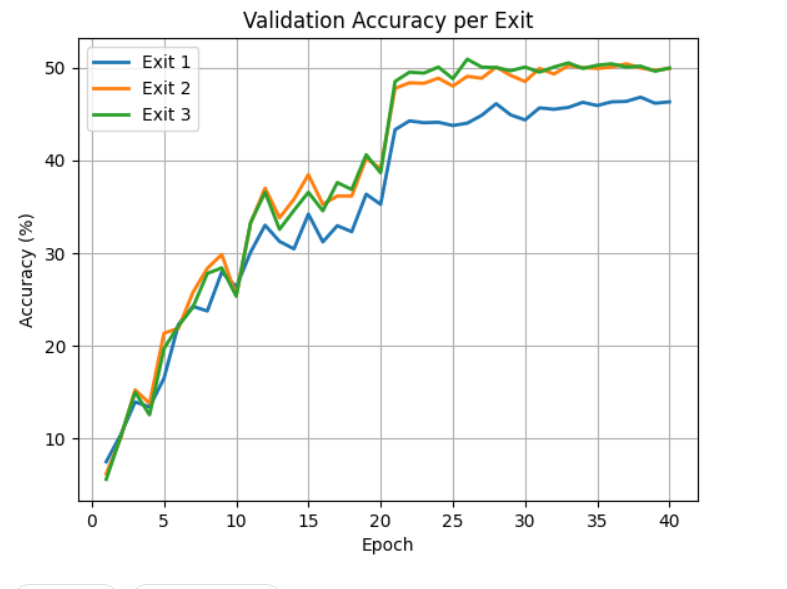 Validation Accuracy per Exit
Exit 1
Exit 2
Exit 3
Accuracy (%)
50
40
30
20
10
0 5 10 15 20 25 30 35 40
Epoch